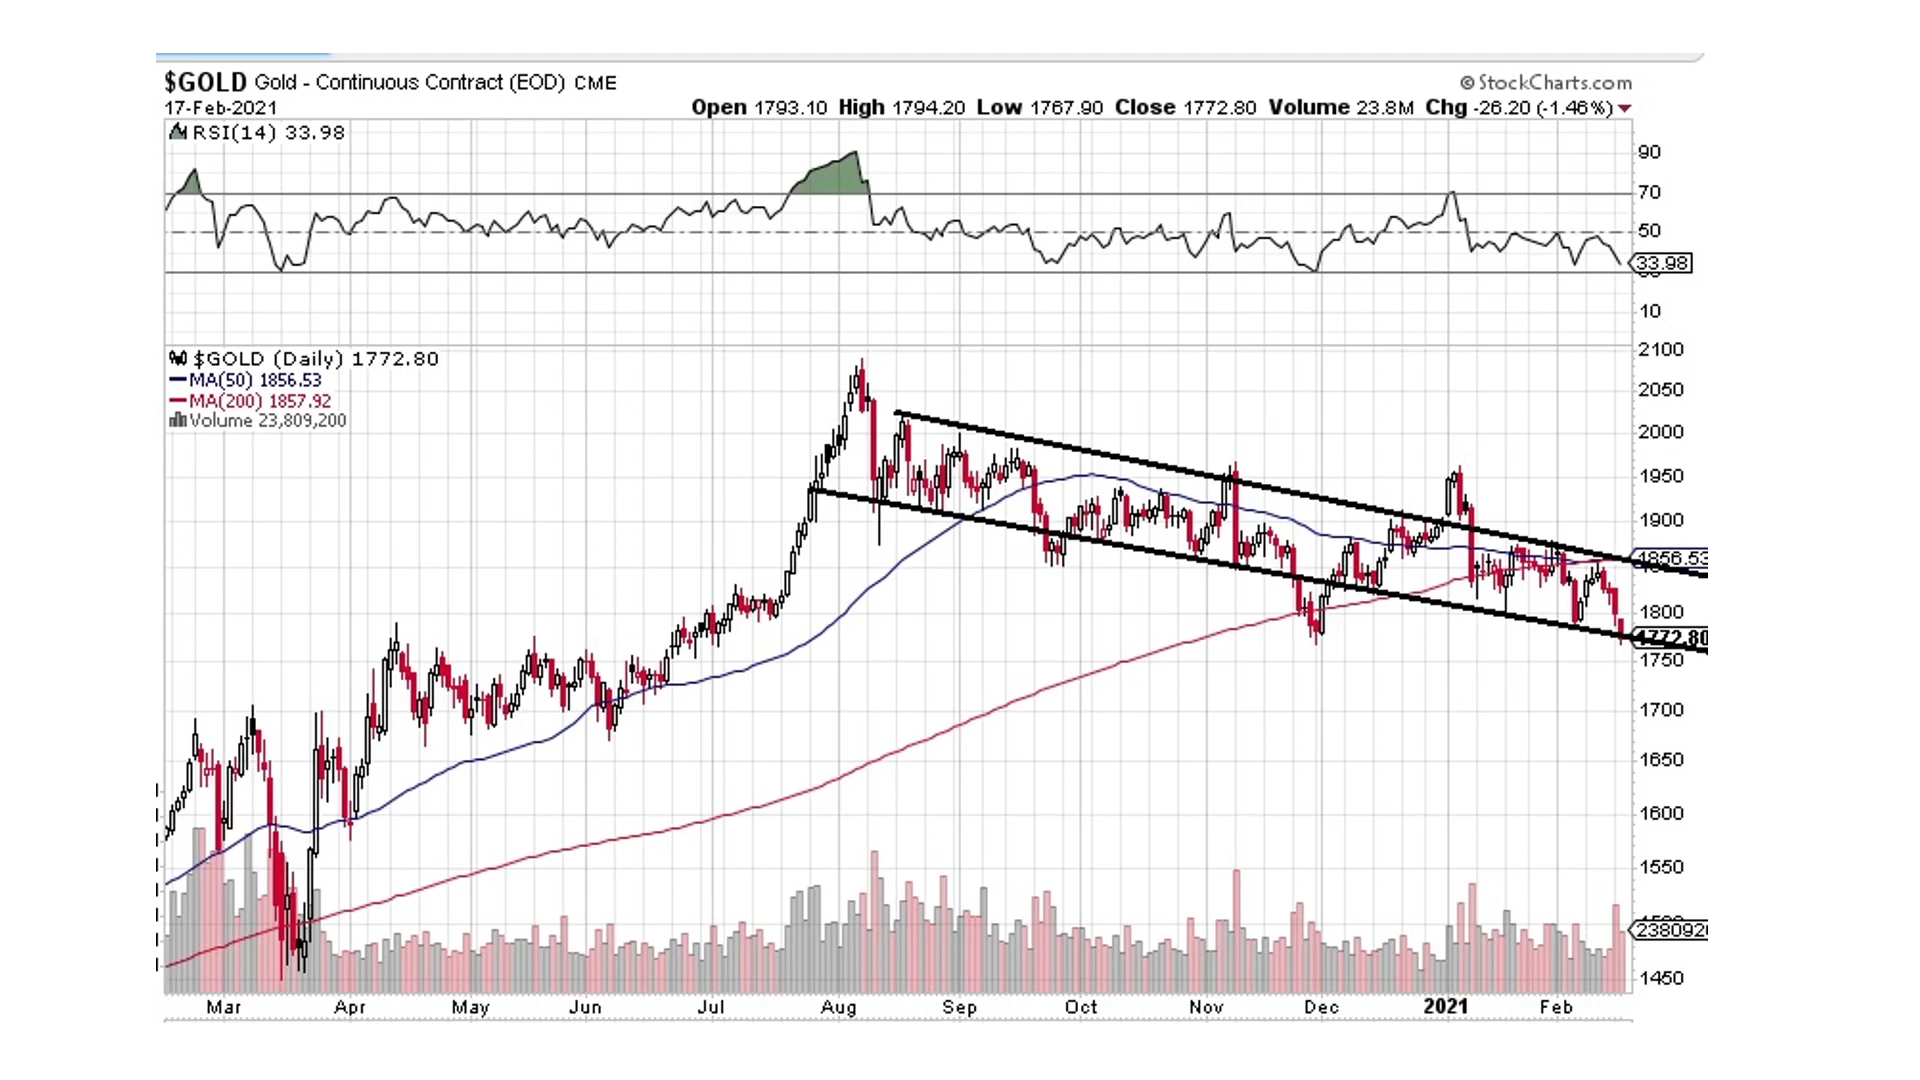 $GOLD Gold - Continuous Contract (EOD) CME
© StockCharts.com
17-Feb-2021
Open 1793.10 High 1794.20 Low 1767.90 Close 1772.80 Volume 23.8M Chg -26.20 (-1.46%)
RSI(14) 33.98
90
70
50
33.98
10
$GOLD (Daily) 1772.80
MA(50) 1856.53
MA(200) 1857.92
Volume 23,809,200
2100
2050
2000
1950
1900
1856.53
1800
1772.80
1750
1700
1650
1600
1550
2380920
1450
Mar Apr May Jun Jul Aug Sep Oct Nov Dec 2021 Feb